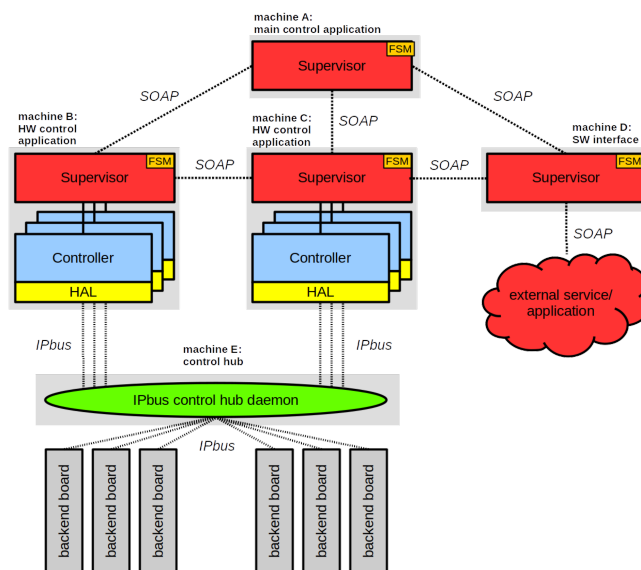 machine A:
main control application
FSM
Supervisor
SOAP
SOAP
SOAP
machine B:
HW control
application
FSM
Supervisor
SOAP
machine C:
HW control
application
FSM
Supervisor
SOAP
machine D:
SW interface
FSM
Supervisor
SOAP
Controller
HAL
Controller
HAL
external service/
application
IPbus
IPbus
machine E:
control hub
IPbus control hub daemon
IPbus
backend board
backend board
backend board
backend board
backend board
backend board